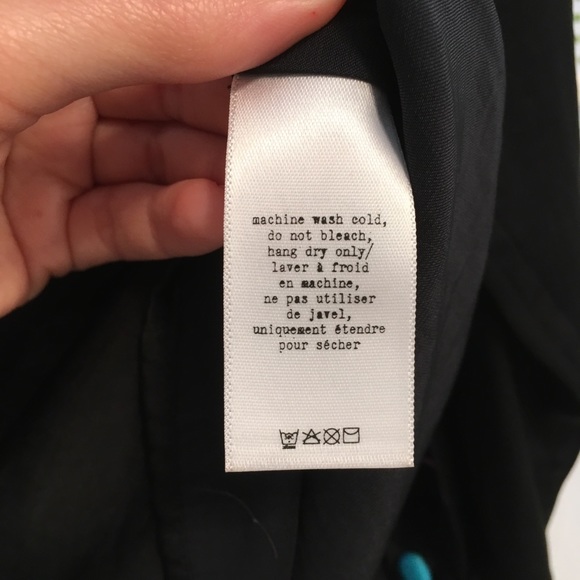 machine wash cold,
do not bleach,
hang dry only/
laver à froid
en machine,
ne pas utiliser
de javel,
uniquement étendre
pour sécher